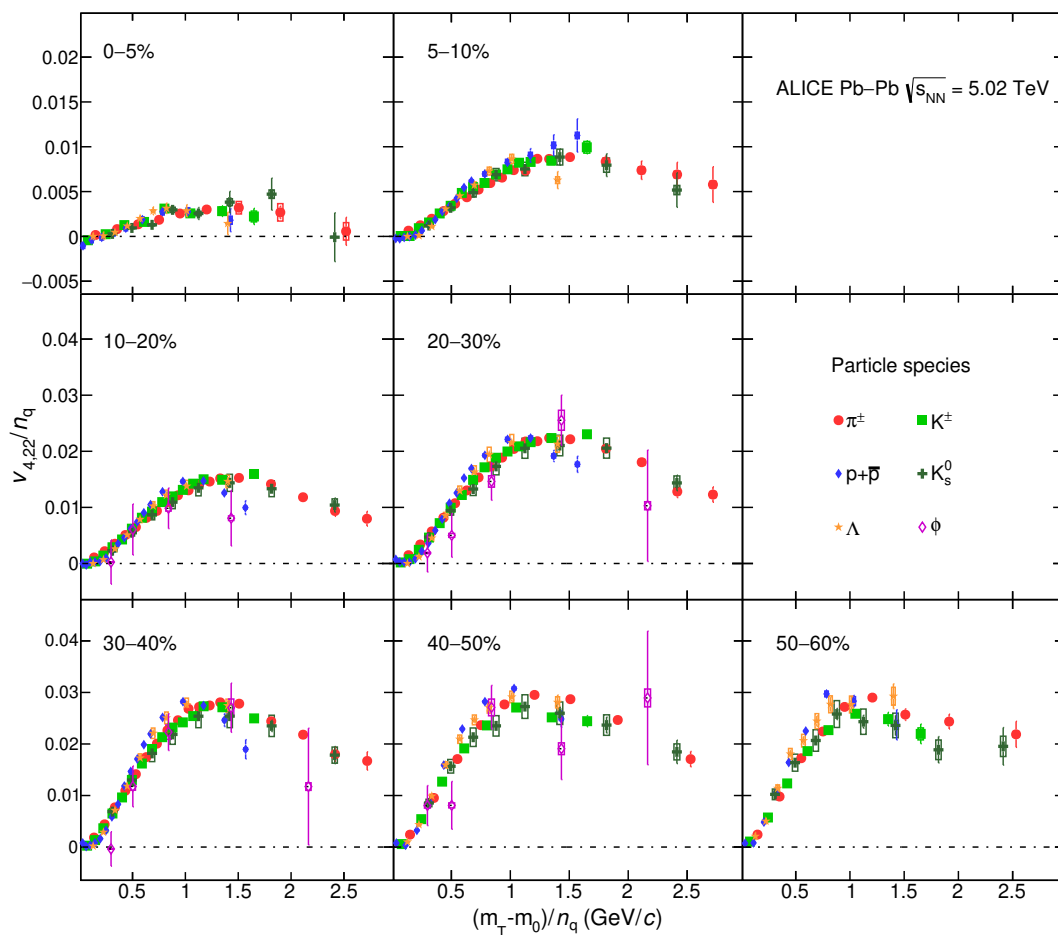 0–5%
5–10%
ALICE Pb–Pb √s_NN = 5.02 TeV
0.02
0.015
0.01
0.005
0
−0.005
10–20%
20–30%
0.04
0.03
0.02
0.01
0
Particle species
π±
K±
p+p̅
K⁰s
Λ
ϕ
v4,22/nq
30–40%
40–50%
50–60%
0.04
0.03
0.02
0.01
0
0.5 1 1.5 2 2.5
0.5 1 1.5 2 2.5
0.5 1 1.5 2 2.5
(mT-m0)/nq (GeV/c)